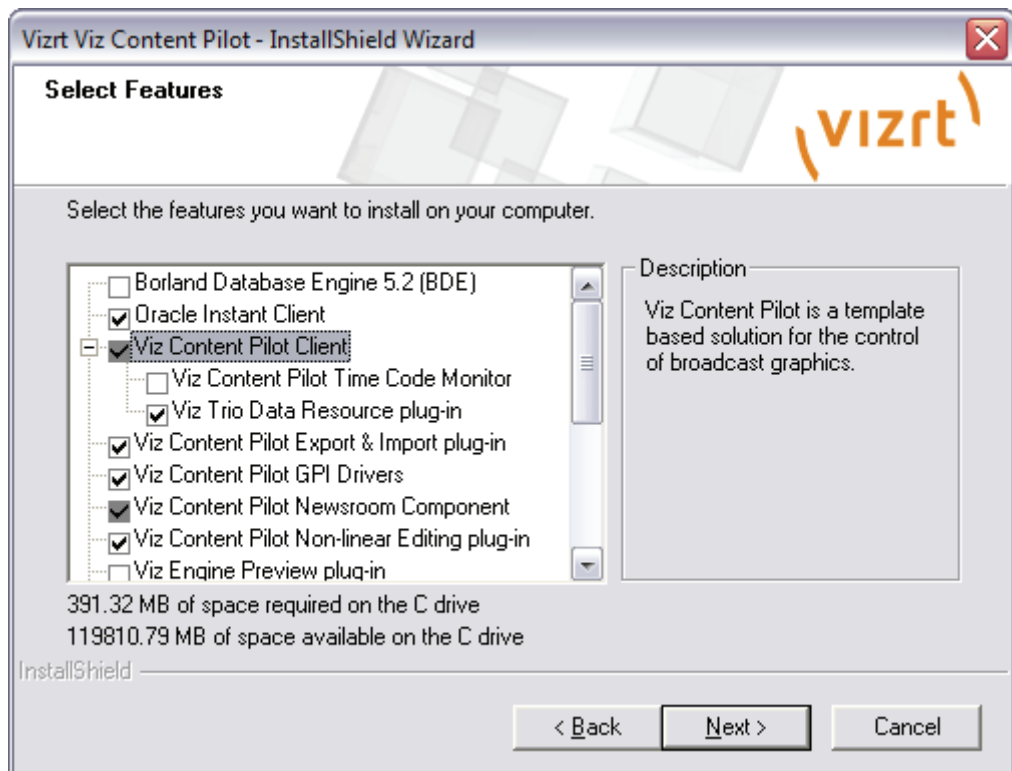 Vizrt Viz Content Pilot - InstallShield Wizard
Select Features
vizrt
Select the features you want to install on your computer.
Borland Database Engine 5.2 (BDE)
Oracle Instant Client
Viz Content Pilot Client
Viz Content Pilot Time Code Monitor
Viz Trio Data Resource plug-in
Viz Content Pilot Export & Import plug-in
Viz Content Pilot GPI Drivers
Viz Content Pilot Newsroom Component
Viz Content Pilot Non-linear Editing plug-in
Viz Engine Preview plug-in
Description
Viz Content Pilot is a template
based solution for the control
of broadcast graphics.
391.32 MB of space required on the C drive
119810.79 MB of space available on the C drive
InstallShield
< Back
Next >
Cancel